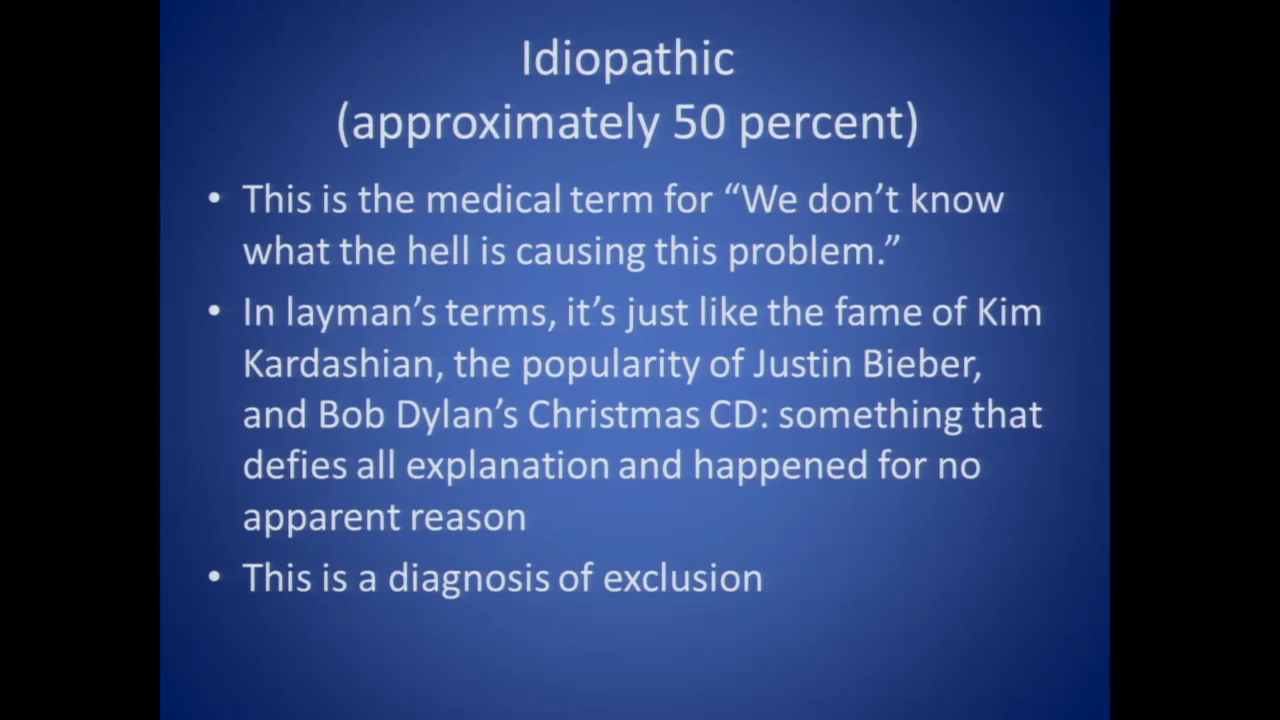 Idiopathic
(approximately 50 percent)
• This is the medical term for “We don’t know
what the hell is causing this problem.”
• In layman’s terms, it’s just like the fame of Kim
Kardashian, the popularity of Justin Bieber,
and Bob Dylan’s Christmas CD: something that
defies all explanation and happened for no
apparent reason
• This is a diagnosis of exclusion